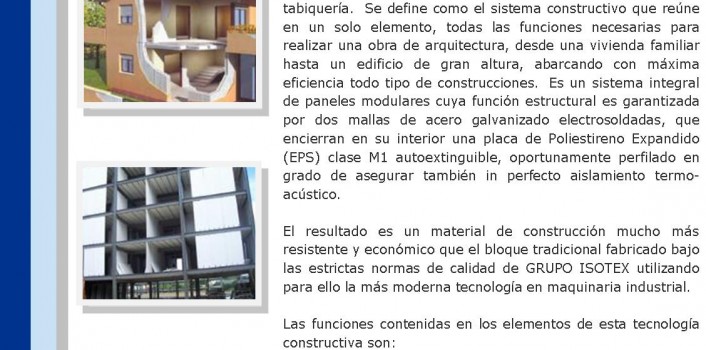 tabiquería. Se define como el sistema constructivo que reúne
en un solo elemento, todas las funciones necesarias para
realizar una obra de arquitectura, desde una vivienda familiar
hasta un edificio de gran altura, abarcando con máxima
eficiencia todo tipo de construcciones. Es un sistema integral
de paneles modulares cuya función estructural es garantizada
por dos mallas de acero galvanizado electrosoldadas, que
encierran en su interior una placa de Poliestireno Expandido
(EPS) clase M1 autoextinguible, oportunamente perfilado en
grado de asegurar también in perfecto aislamiento termo-
acústico.
El resultado es un material de construcción mucho más
resistente y económico que el bloque tradicional fabricado bajo
las estrictas normas de calidad de GRUPO ISOTEX utilizando
para ello la más moderna tecnología en maquinaria industrial.
Las funciones contenidas en los elementos de esta tecnología
constructiva son: